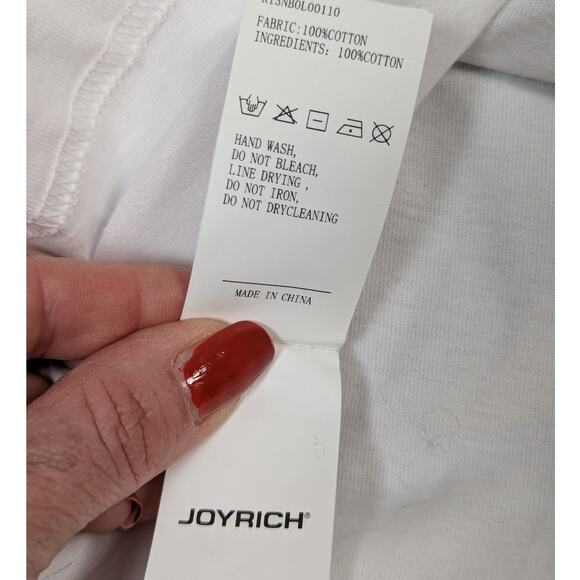 R13NB0L00110
FABRIC:100%COTTON
INGREDIENTS: 100%COTTON
HAND WASH,
DO NOT BLEACH,
LINE DRYING ,
DO NOT IRON,
DO NOT DRYCLEANING
MADE IN CHINA
JOYRICH®